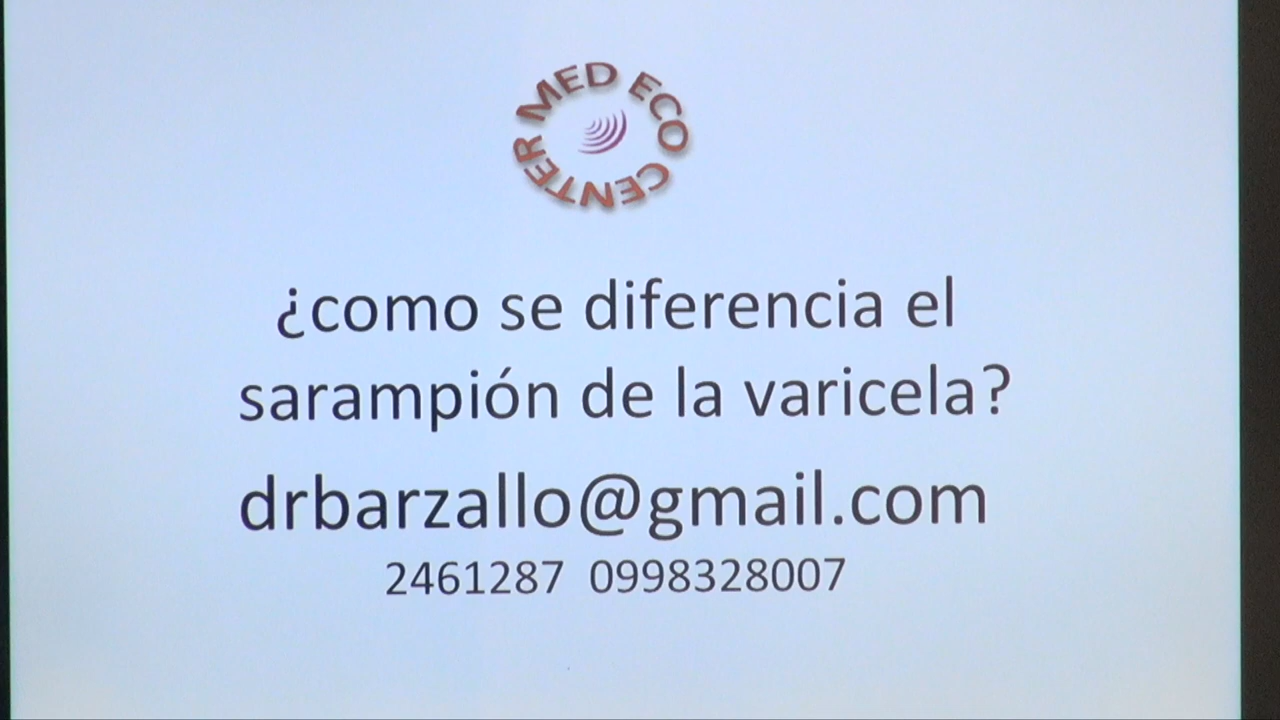 MED ECO CENTER
¿como se diferencia el
sarampión de la varicela?
drbarzallo@gmail.com
2461287 0998328007